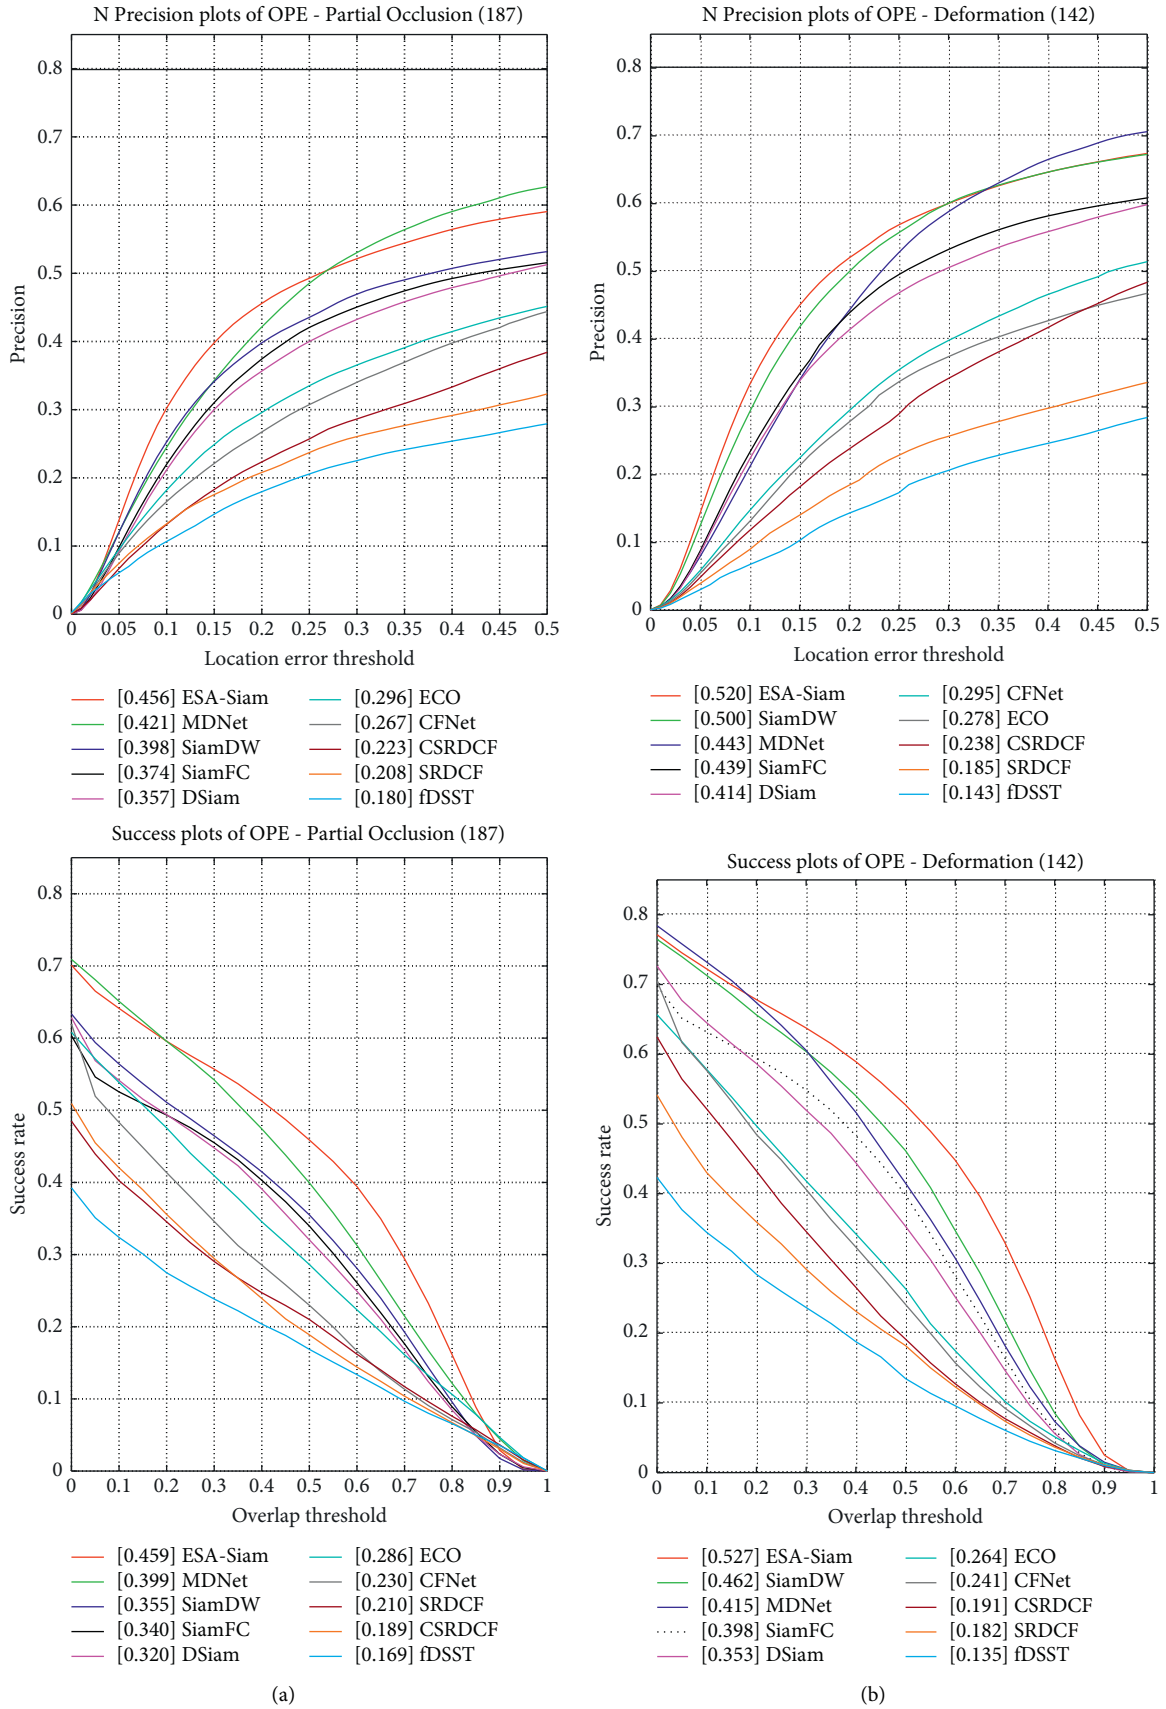 N Precision plots of OPE - Partial Occlusion (187)
0.8
0.7
0.6
0.5
0.4
0.3
0.2
0.1
0
Precision
0 0.05 0.1 0.15 0.2 0.25 0.3 0.35 0.4 0.45 0.5
Location error threshold
[0.456] ESA-Siam
[0.421] MDNet
[0.398] SiamDW
[0.374] SiamFC
[0.357] DSiam
[0.296] ECO
[0.267] CFNet
[0.223] CSRDCF
[0.208] SRDCF
[0.180] fDSST
Success plots of OPE - Partial Occlusion (187)
0.8
0.7
0.6
0.5
0.4
0.3
0.2
0.1
0
Success rate
0 0.1 0.2 0.3 0.4 0.5 0.6 0.7 0.8 0.9 1
Overlap threshold
[0.459] ESA-Siam
[0.399] MDNet
[0.355] SiamDW
[0.340] SiamFC
[0.320] DSiam
[0.286] ECO
[0.230] CFNet
[0.210] SRDCF
[0.189] CSRDCF
[0.169] fDSST
(a)
N Precision plots of OPE - Deformation (142)
0.8
0.7
0.6
0.5
0.4
0.3
0.2
0.1
0
Precision
0 0.05 0.1 0.15 0.2 0.25 0.3 0.35 0.4 0.45 0.5
Location error threshold
[0.520] ESA-Siam
[0.500] SiamDW
[0.443] MDNet
[0.439] SiamFC
[0.414] DSiam
[0.295] CFNet
[0.278] ECO
[0.238] CSRDCF
[0.185] SRDCF
[0.143] fDSST
Success plots of OPE - Deformation (142)
0.8
0.7
0.6
0.5
0.4
0.3
0.2
0.1
0
Success rate
0 0.1 0.2 0.3 0.4 0.5 0.6 0.7 0.8 0.9 1
Overlap threshold
[0.527] ESA-Siam
[0.462] SiamDW
[0.415] MDNet
[0.398] SiamFC
[0.353] DSiam
[0.264] ECO
[0.241] CFNet
[0.191] CSRDCF
[0.182] SRDCF
[0.135] fDSST
(b)